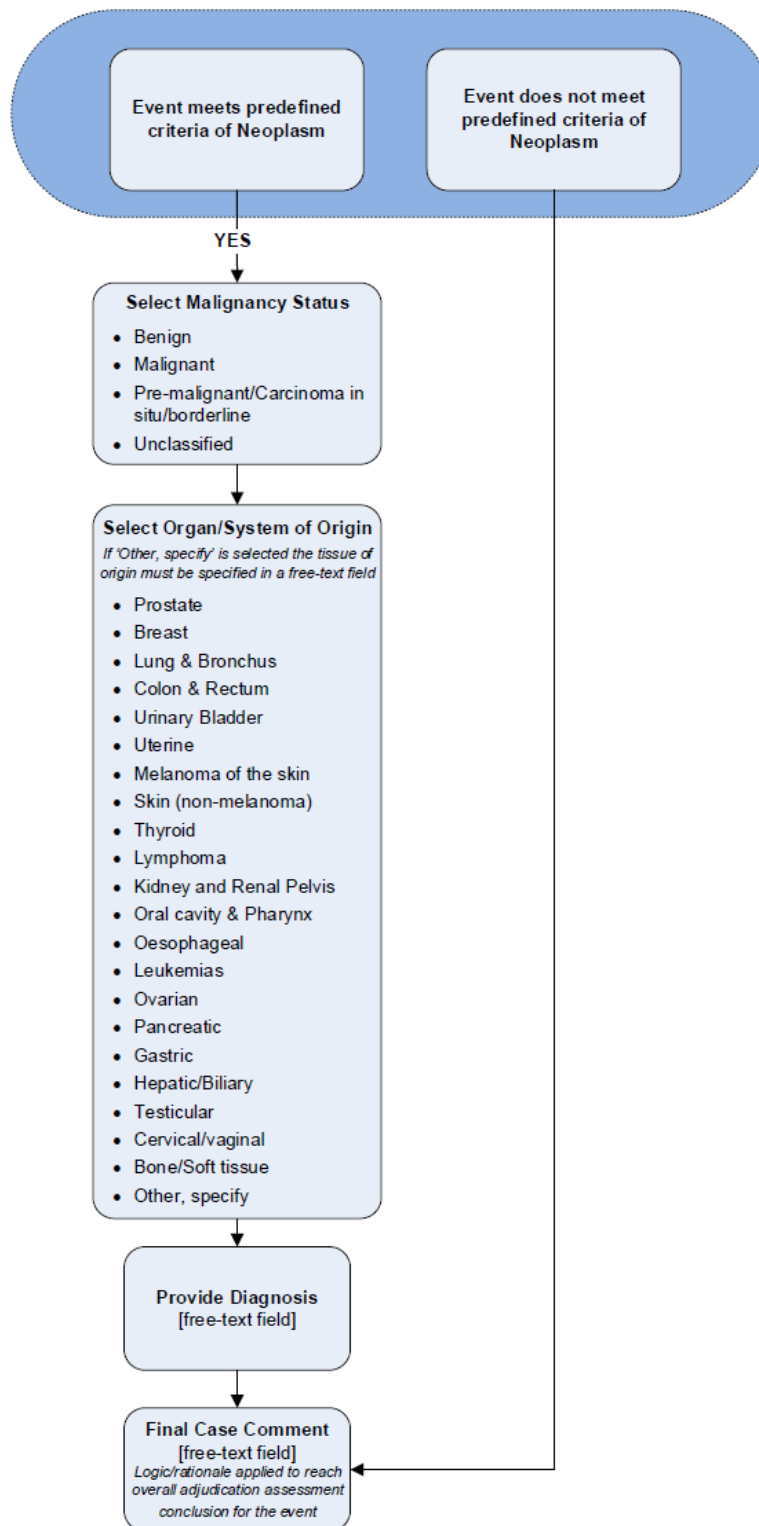 Event meets predefined
criteria of Neoplasm
Event does not meet
predefined criteria of
Neoplasm
YES
Select Malignancy Status
• Benign
• Malignant
• Pre-malignant/Carcinoma in
situ/borderline
• Unclassified
Select Organ/System of Origin
If 'Other, specify' is selected the tissue of
origin must be specified in a free-text field
• Prostate
• Breast
• Lung & Bronchus
• Colon & Rectum
• Urinary Bladder
• Uterine
• Melanoma of the skin
• Skin (non-melanoma)
• Thyroid
• Lymphoma
• Kidney and Renal Pelvis
• Oral cavity & Pharynx
• Oesophageal
• Leukemias
• Ovarian
• Pancreatic
• Gastric
• Hepatic/Biliary
• Testicular
• Cervical/vaginal
• Bone/Soft tissue
• Other, specify
Provide Diagnosis
[free-text field]
Final Case Comment
[free-text field]
Logic/rationale applied to reach
overall adjudication assessment
conclusion for the event